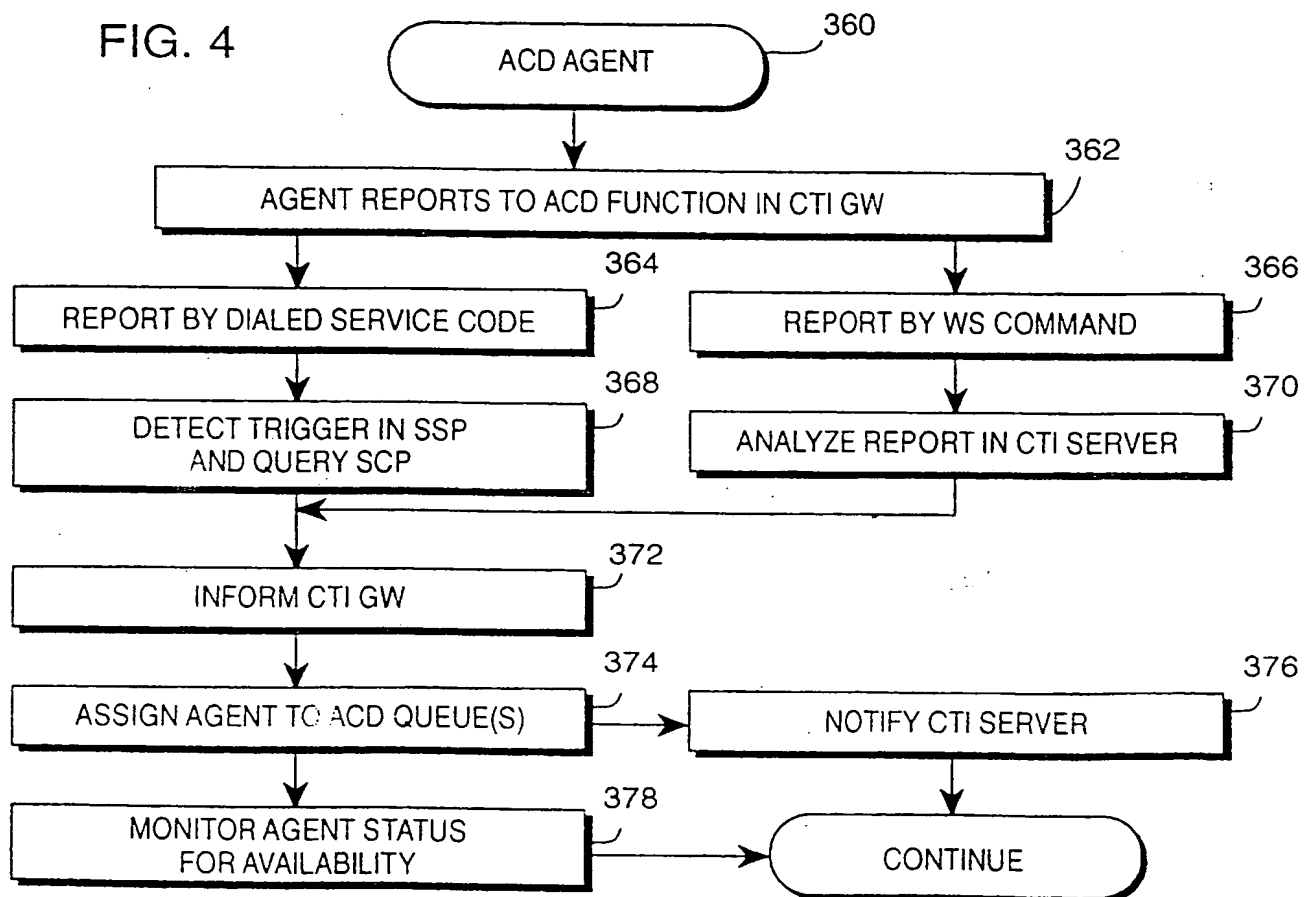 FIG. 4
360
ACD AGENT
362
AGENT REPORTS TO ACD FUNCTION IN CTI GW
364
366
REPORT BY DIALED SERVICE CODE
REPORT BY WS COMMAND
368
370
DETECT TRIGGER IN SSP
AND QUERY SCP
ANALYZE REPORT IN CTI SERVER
372
INFORM CTI GW
374
376
ASSIGN AGENT TO ACD QUEUE(S)
NOTIFY CTI SERVER
378
MONITOR AGENT STATUS
FOR AVAILABILITY
CONTINUE